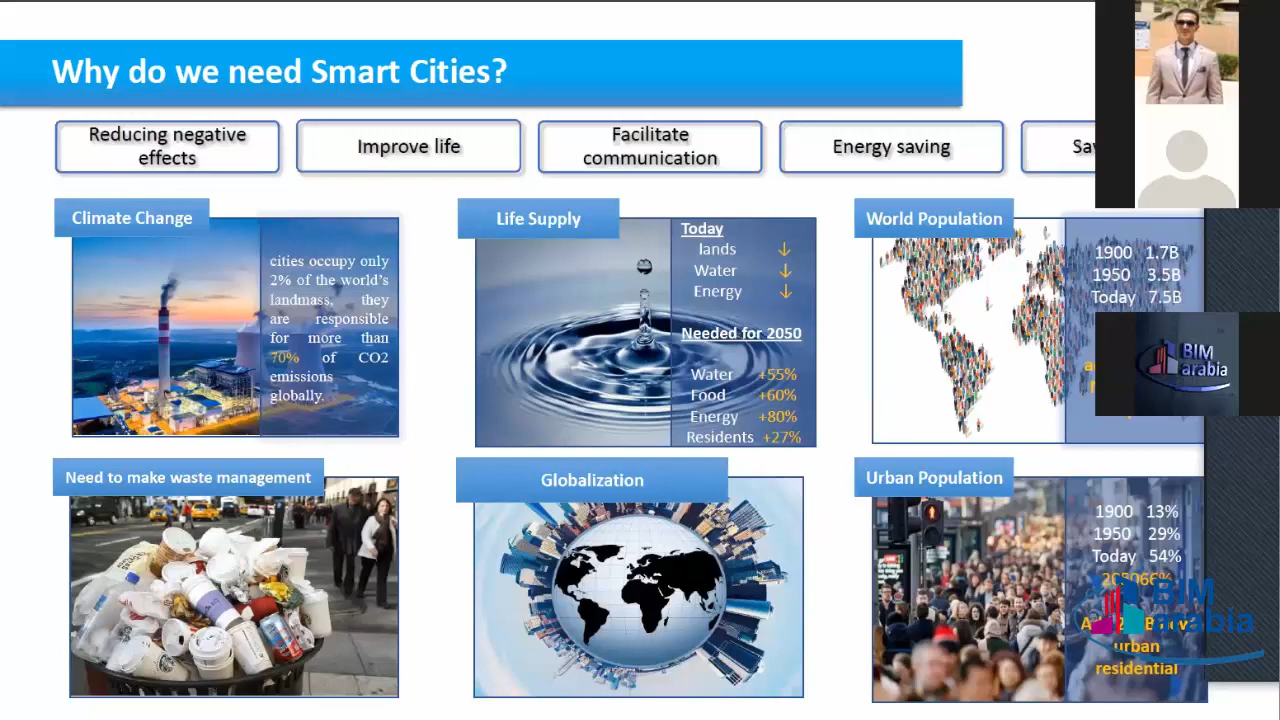 Why do we need Smart Cities?
Reducing negative
effects
Improve life
Facilitate
communication
Energy saving
Climate Change
cities occupy only
2% of the world's
landmass, they
are responsible
for more than
70% of CO2
emissions
globally.
Life Supply
Today
lands ↓
Water ↓
Energy ↓
Needed for 2050
Water +55%
Food +60%
Energy +80%
Residents +27%
World Population
1900 1.7B
1950 3.5B
Today 7.5B
BIM
arabia
Need to make waste management
Globalization
Urban Population
1900 13%
1950 29%
Today 54%
2050 66%
urban
residential
BIM
arabia